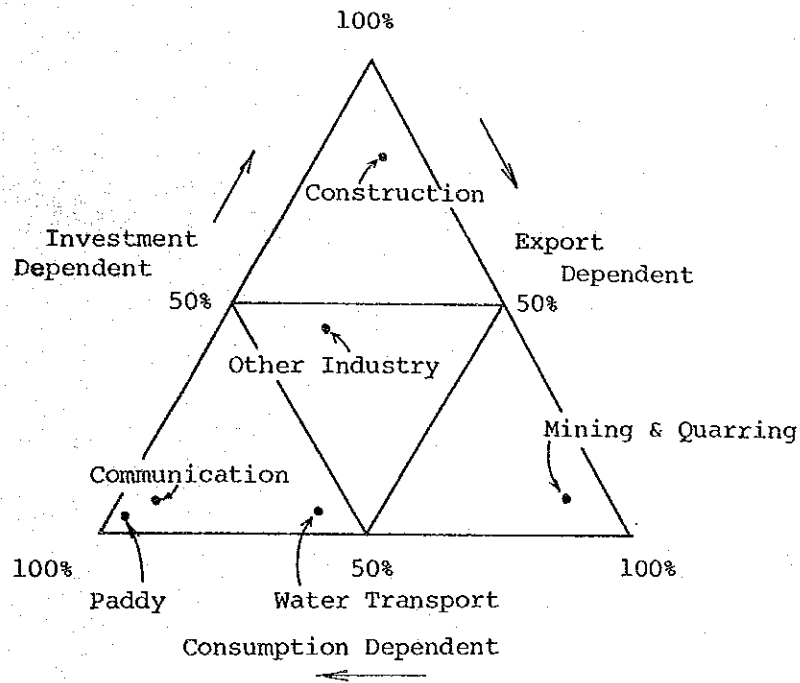 100%
Construction
Investment
Dependent
Export
Dependent
50%
50%
Other Industry
Mining & Quarring
Communication
100%
50%
100%
Paddy
Water Transport
Consumption Dependent